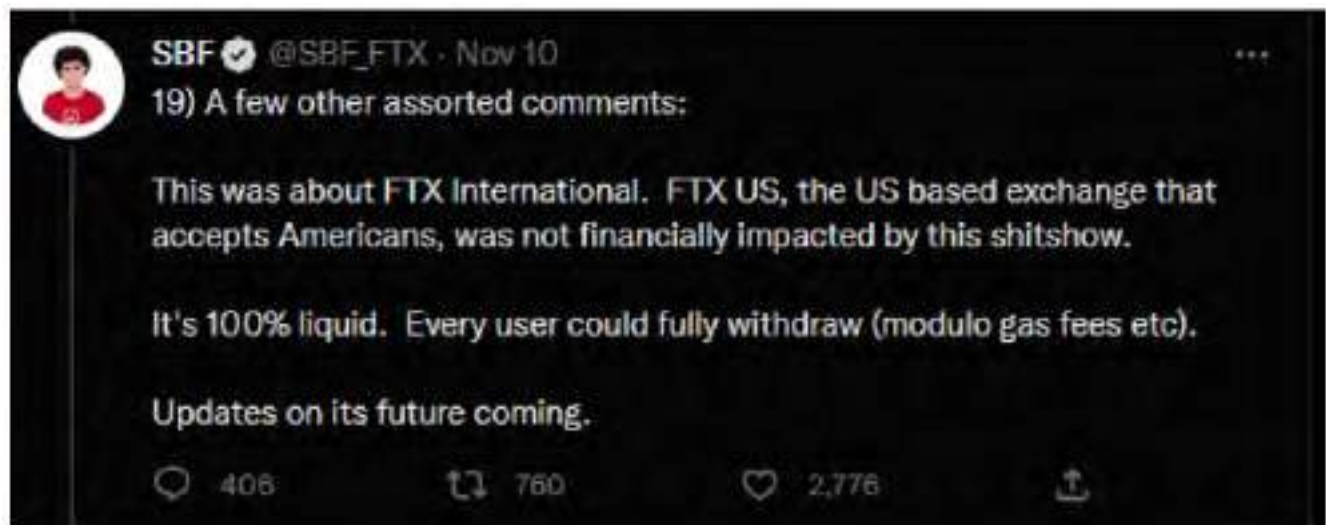 SBF @SBF_FTX · Nov 10
19) A few other assorted comments:
This was about FTX International. FTX US, the US based exchange that
accepts Americans, was not financially impacted by this shitshow.
It's 100% liquid. Every user could fully withdraw (modulo gas fees etc).
Updates on its future coming.
406 760 2,776